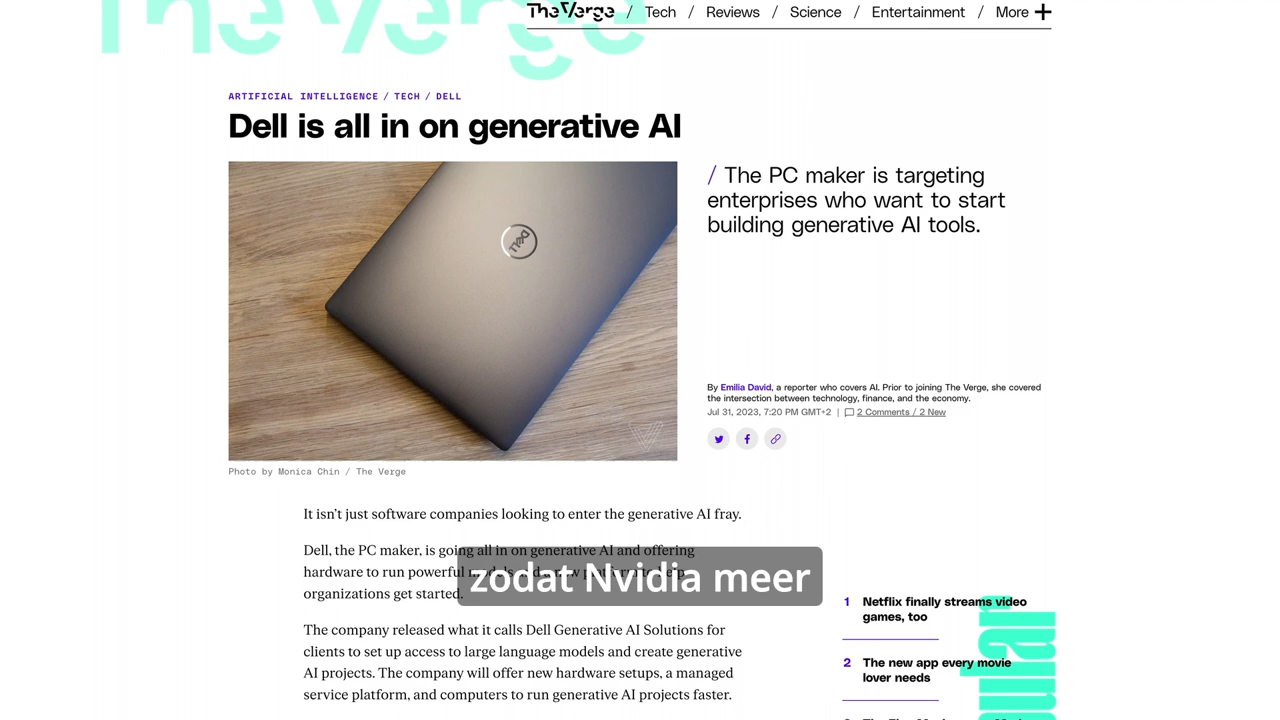 The Verge
The Verge / Tech / Reviews / Science / Entertainment / More +
ARTIFICIAL INTELLIGENCE / TECH / DELL
Dell is all in on generative AI
/ The PC maker is targeting
enterprises who want to start
building generative AI tools.
DELL
By Emilia David, a reporter who covers AI. Prior to joining The Verge, she covered
the intersection between technology, finance, and the economy.
Jul 31, 2023, 7:20 PM GMT+2 | 2 Comments / 2 New
Photo by Monica Chin / The Verge
It isn't just software companies looking to enter the generative AI fray.
Dell, the PC maker, is going all in on generative AI and offering
hardware to run powerful
organizations get started.
zodat Nvidia meer
The company released what it calls Dell Generative AI Solutions for
clients to set up access to large language models and create generative
AI projects. The company will offer new hardware setups, a managed
service platform, and computers to run generative AI projects faster.
1 Netflix finally streams video
games, too
2 The new app every movie
lover needs